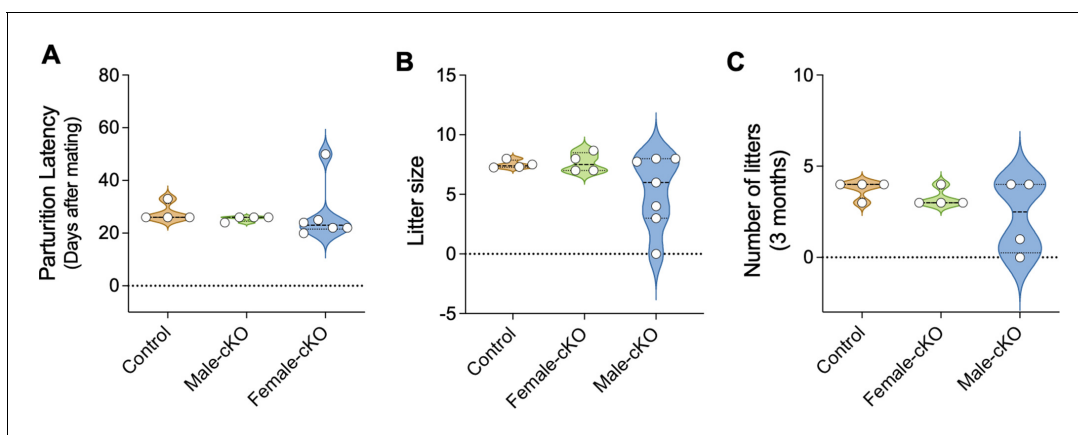 A
Parturition Latency
(Days after mating)
80
60
40
20
0
Control
Male-cKO
Female-cKO
B
Litter size
15
10
5
0
-5
Control
Female-cKO
Male-cKO
C
Number of litters
(3 months)
10
5
0
Control
Female-cKO
Male-cKO